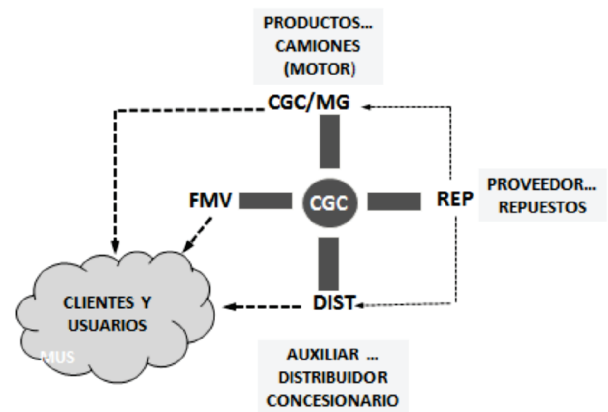 PRODUCTOS...
CAMIONES
(MOTOR)
CGC/MG
FMV
CGC
REP
PROVEEDOR...
REPUESTOS
DIST
CLIENTES Y
USUARIOS
MUS
AUXILIAR ...
DISTRIBUIDOR
CONCESIONARIO